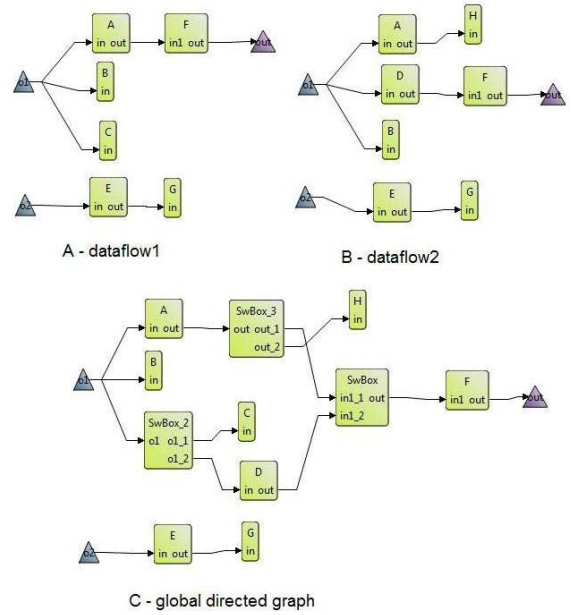 A
in out
F
in1 out
out
o1
B
in
C
in
o2
E
in out
G
in
A - dataflow1
A
in out
H
in
o1
D
in out
F
in1 out
out
B
in
o2
E
in out
G
in
B - dataflow2
A
in out
SwBox_3
out out_1
out_2
H
in
o1
B
in
SwBox_2
o1 o1_1
o1_2
C
in
D
in out
SwBox
in1_1 out
in1_2
F
in1 out
out
o2
E
in out
G
in
C - global directed graph